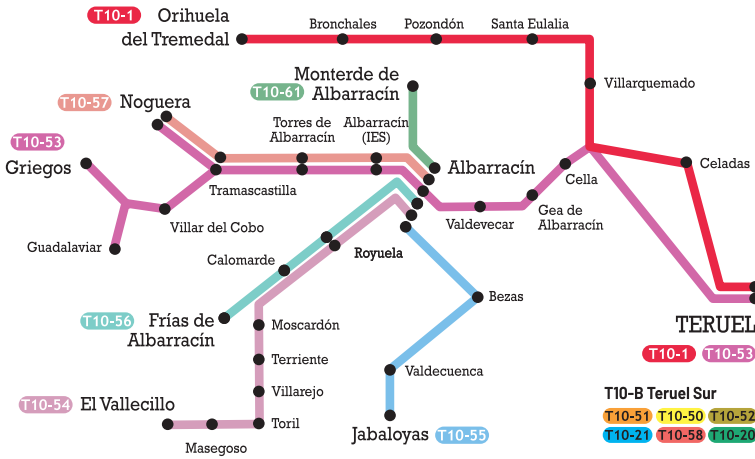 T10-1
Orihuela
del Tremedal
Bronchales
Pozondón
Santa Eulalia
Villarquemado
Monterde de
Albarracín
T10-61
T10-57
Noguera
Torres de
Albarracín
Albarracín
(IES)
T10-53
Griegos
Albarracín
Celadas
Cella
Tramascastilla
Valdevecar
Gea de
Albarracín
Villar del Cobo
Guadalaviar
Calomarde
Royuela
Bezas
T10-56
Frías de
Albarracín
Moscardón
TERUEL
T10-1
T10-53
Terriente
Valdecuenca
Villarejo
T10-B Teruel Sur
T10-54
El Vallecillo
T10-51
T10-50
T10-52
Toril
Masegoso
Jabaloyas
T10-55
T10-21
T10-58
T10-20